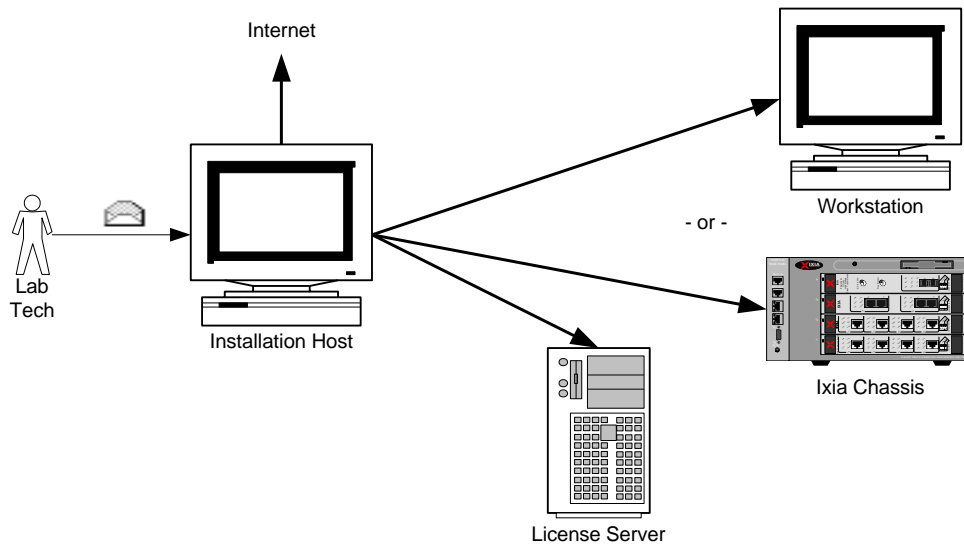 Internet
Workstation
- or -
Lab
Tech
Installation Host
IXIA
Ixia Chassis
License Server